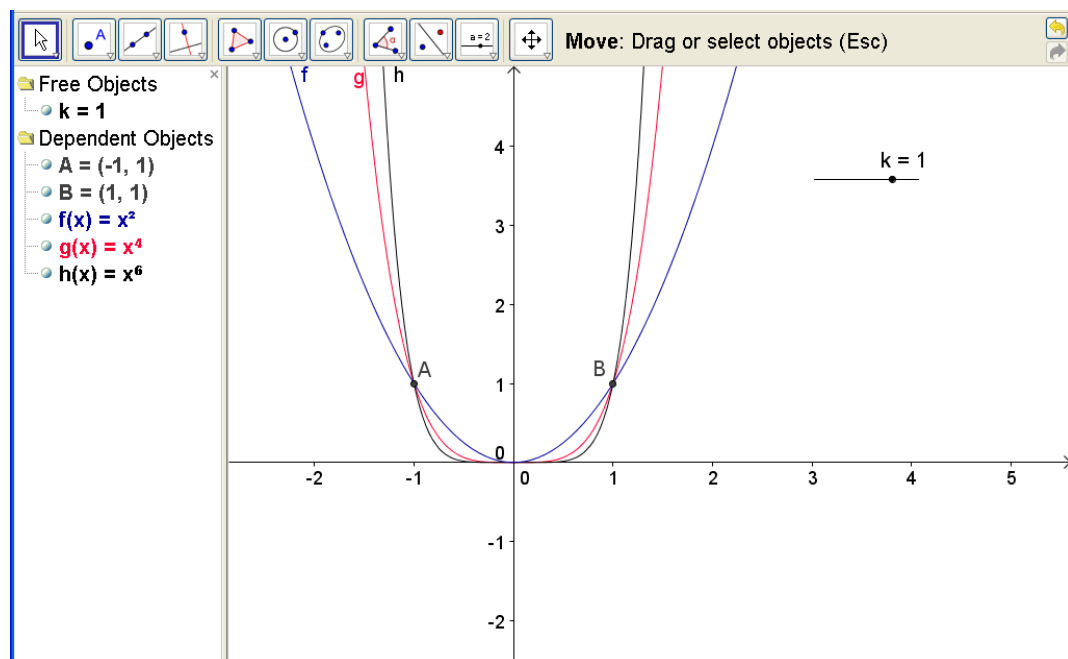 A
a=2
Move: Drag or select objects (Esc)
Free Objects
k = 1
Dependent Objects
A = (-1, 1)
B = (1, 1)
f(x) = x²
g(x) = x⁴
h(x) = x⁶
f g h
k = 1
A B
4
3
2
1
0
-2 -1 0 1 2 3 4 5
-1
-2